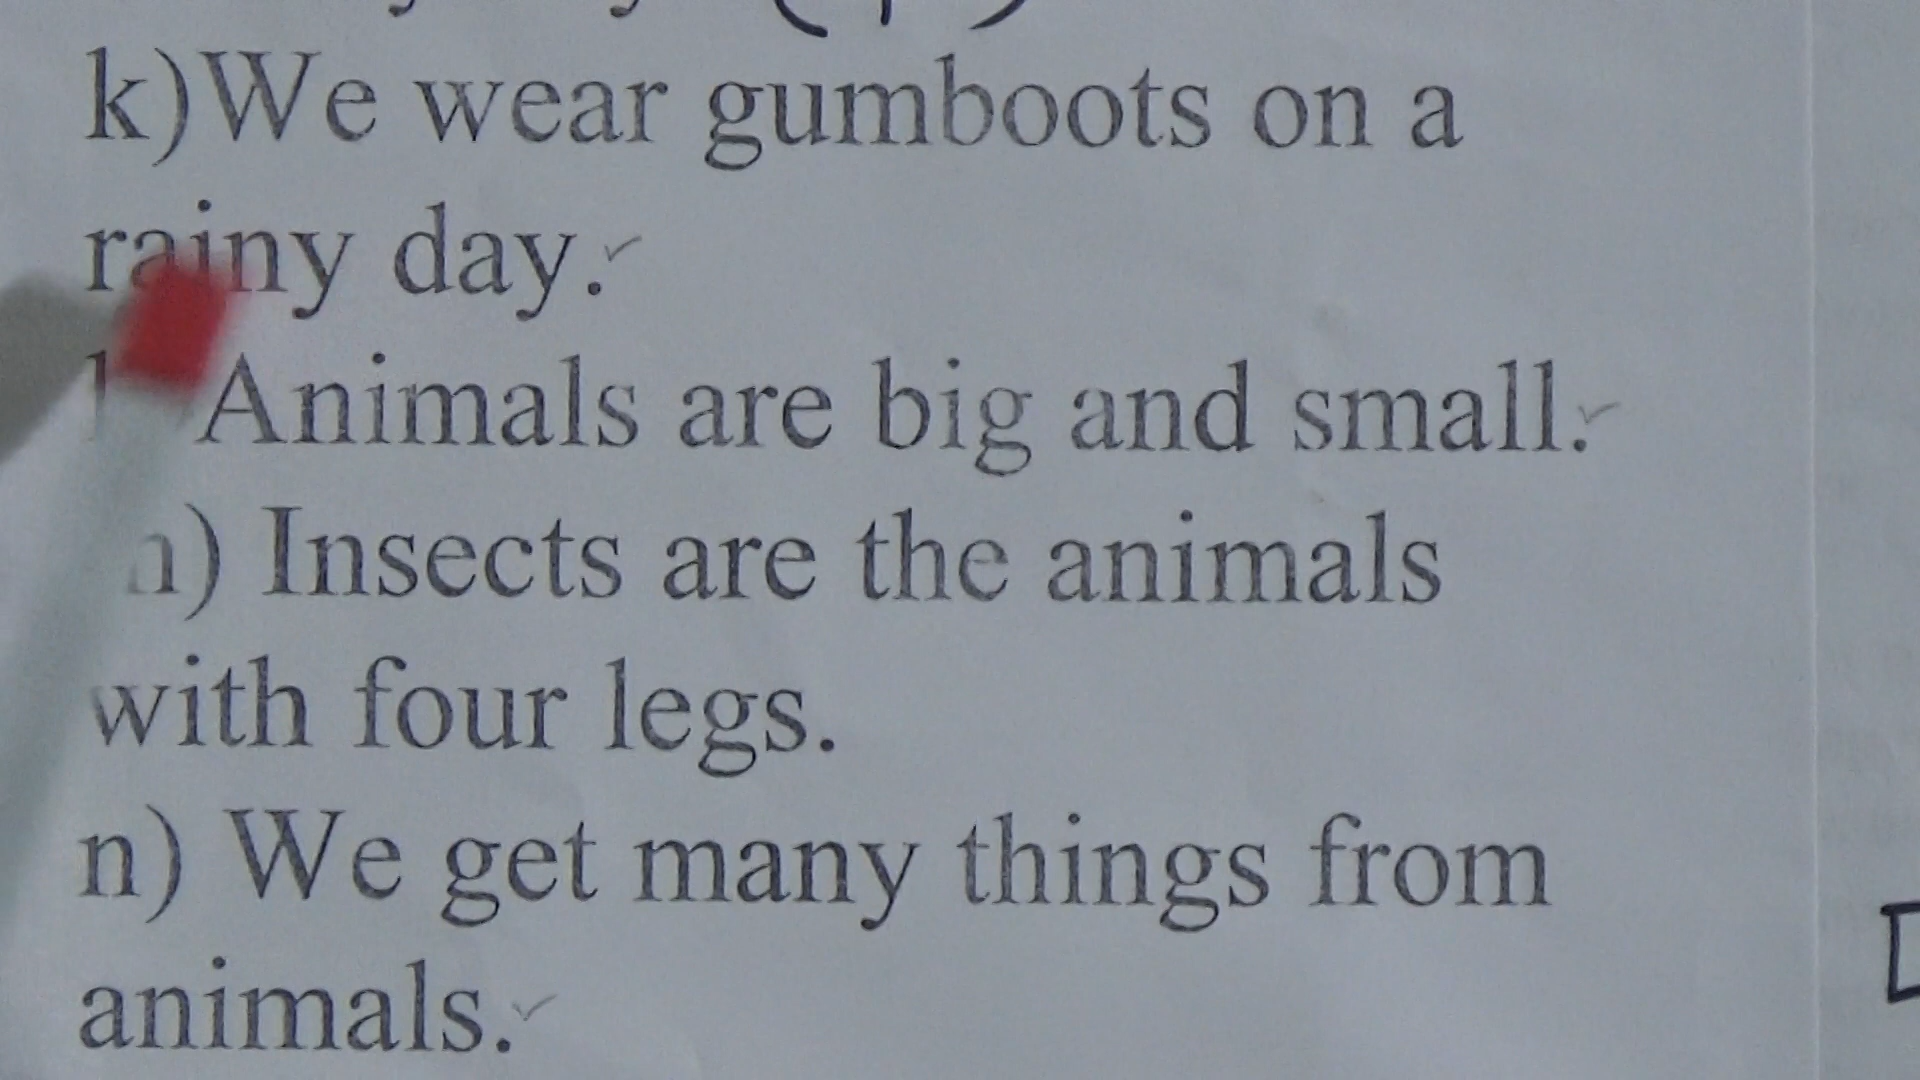 k)We wear gumboots on a
rainy day.
Animals are big and small.
) Insects are the animals
with four legs.
n) We get many things from
animals.